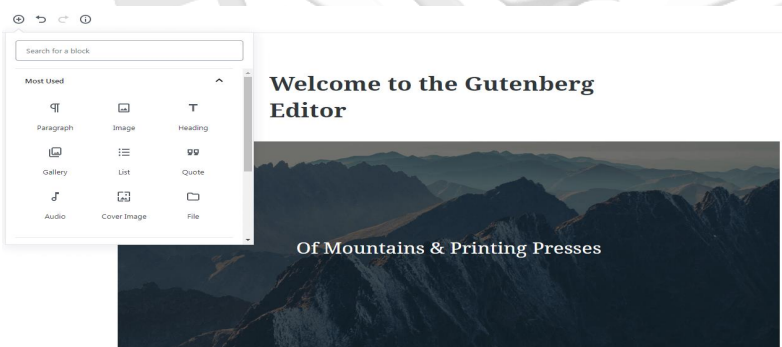 Search for a block
Most Used
Paragraph
Image
Heading
Gallery
List
Quote
Audio
Cover Image
File
Welcome to the Gutenberg
Editor
Of Mountains & Printing Presses